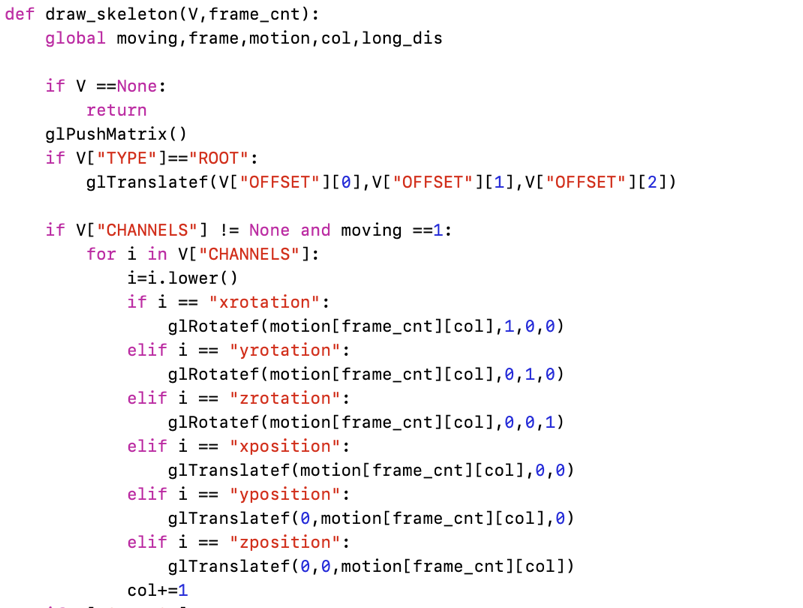 def draw_skeleton(V,frame_cnt):
    global moving,frame,motion,col,long_dis

    if V ==None:
        return
    glPushMatrix()
    if V["TYPE"]=="ROOT":
        glTranslatef(V["OFFSET"][0],V["OFFSET"][1],V["OFFSET"][2])

    if V["CHANNELS"] != None and moving ==1:
        for i in V["CHANNELS"]:
            i=i.lower()
            if i == "xrotation":
                glRotatef(motion[frame_cnt][col],1,0,0)
            elif i == "yrotation":
                glRotatef(motion[frame_cnt][col],0,1,0)
            elif i == "zrotation":
                glRotatef(motion[frame_cnt][col],0,0,1)
            elif i == "xposition":
                glTranslatef(motion[frame_cnt][col],0,0)
            elif i == "yposition":
                glTranslatef(0,motion[frame_cnt][col],0)
            elif i == "zposition":
                glTranslatef(0,0,motion[frame_cnt][col])
            col+=1